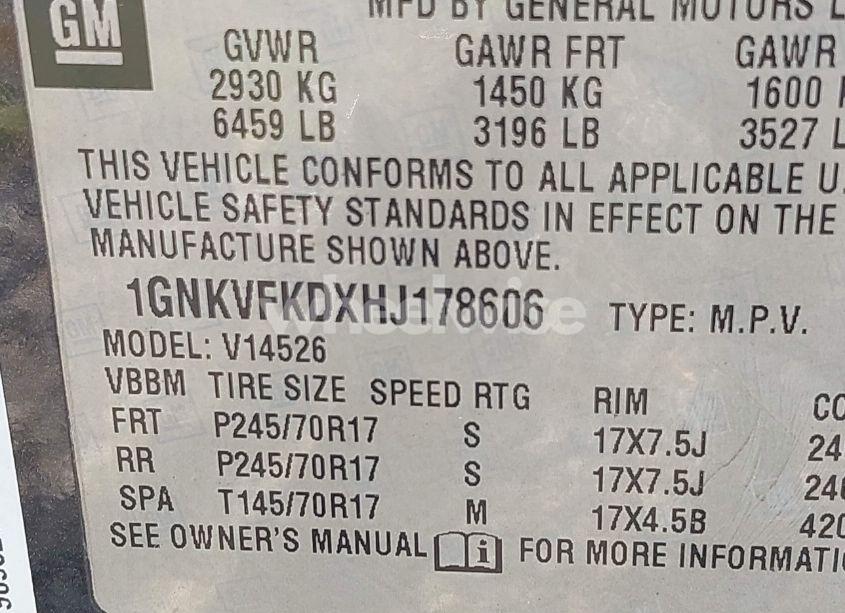 GM
MFD BY GENERAL MOTORS
GVWR GAWR FRT GAWR
2930 KG 1450 KG 1600
6459 LB 3196 LB 3527
THIS VEHICLE CONFORMS TO ALL APPLICABLE U.
VEHICLE SAFETY STANDARDS IN EFFECT ON THE
MANUFACTURE SHOWN ABOVE.
1GNKVFKDXHJ178606 TYPE: M.P.V.
MODEL: V14526
VBBM TIRE SIZE SPEED RTG RIM CO
FRT P245/70R17 S 17X7.5J 24
RR P245/70R17 S 17X7.5J 240
SPA T145/70R17 M 17X4.5B 420
SEE OWNER'S MANUAL i FOR MORE INFORMATIO